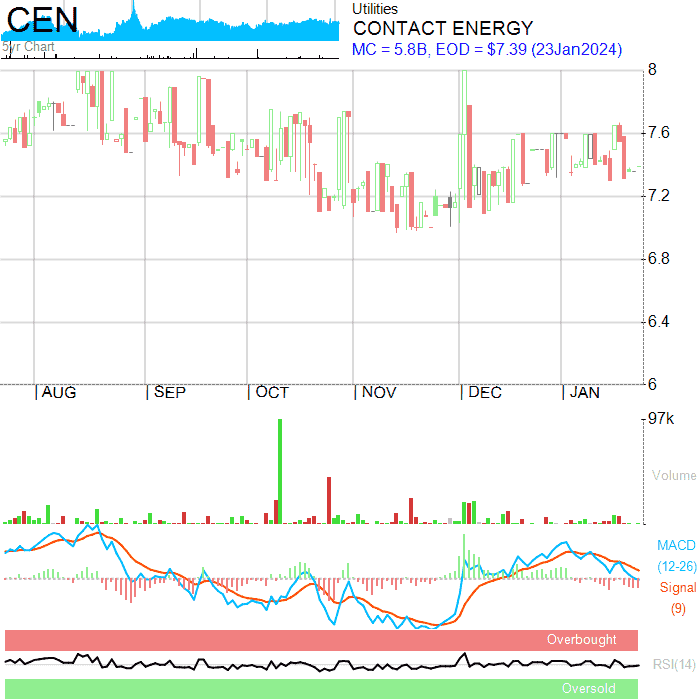 CEN
5yr Chart
Utilities
CONTACT ENERGY
MC = 5.8B, EOD = $7.39 (23Jan2024)
8
7.6
7.2
6.8
6.4
6
AUG SEP OCT NOV DEC JAN
97k
Volume
MACD
(12-26)
Signal
(9)
Overbought
RSI(14)
Oversold